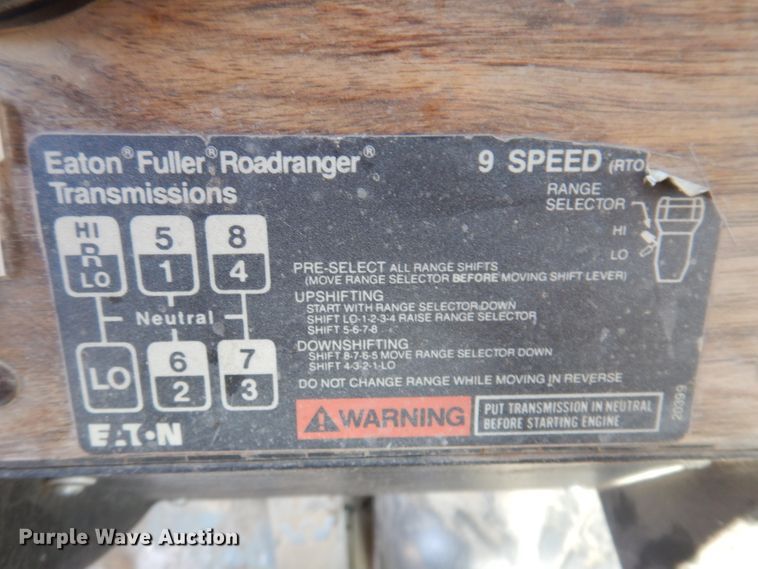 Eaton® Fuller® Roadranger®
Transmissions
9 SPEED (RTO
RANGE
SELECTOR
HI
LO
HI
R
LO
5
1
8
4
Neutral
LO
6
2
7
3
PRE-SELECT ALL RANGE SHIFTS
(MOVE RANGE SELECTOR BEFORE MOVING SHIFT LEVER)
UPSHIFTING
START WITH RANGE SELECTOR DOWN
SHIFT LO-1-2-3-4 RAISE RANGE SELECTOR
SHIFT 5-6-7-8
DOWNSHIFTING
SHIFT 8-7-6-5 MOVE RANGE SELECTOR DOWN
SHIFT 4-3-2-1-LO
DO NOT CHANGE RANGE WHILE MOVING IN REVERSE
WARNING
PUT TRANSMISSION IN NEUTRAL
BEFORE STARTING ENGINE
EATON
20399
Purple Wave Auction